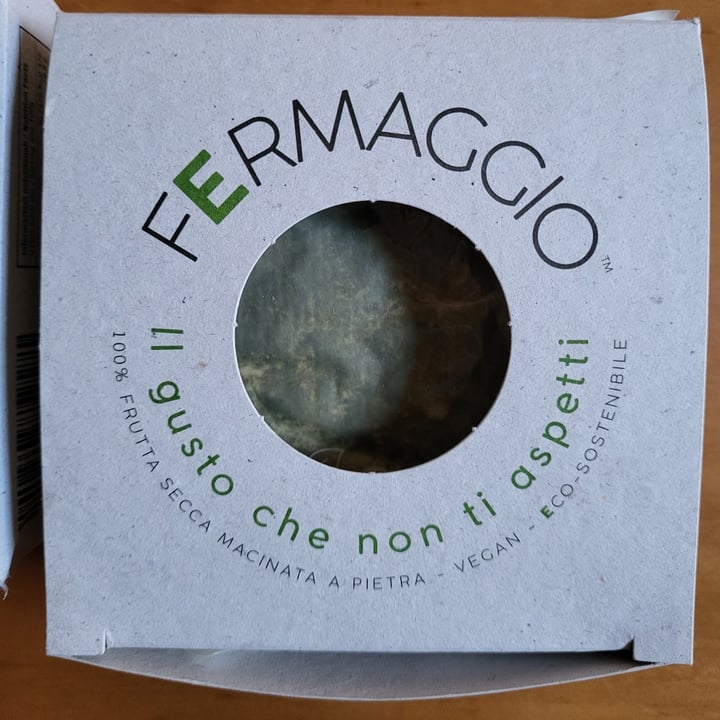 FERMAGGIO™
Il gusto che non ti aspetti
100% FRUTTA SECCA MACINATA A PIETRA - VEGAN - ECO-SOSTENIBILE